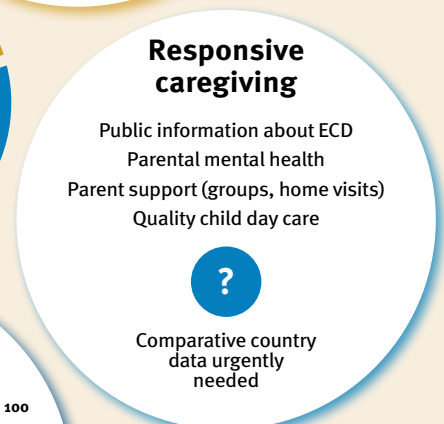 Responsive
caregiving
Public information about ECD
Parental mental health
Parent support (groups, home visits)
Quality child day care
?
Comparative country
data urgently
needed
100